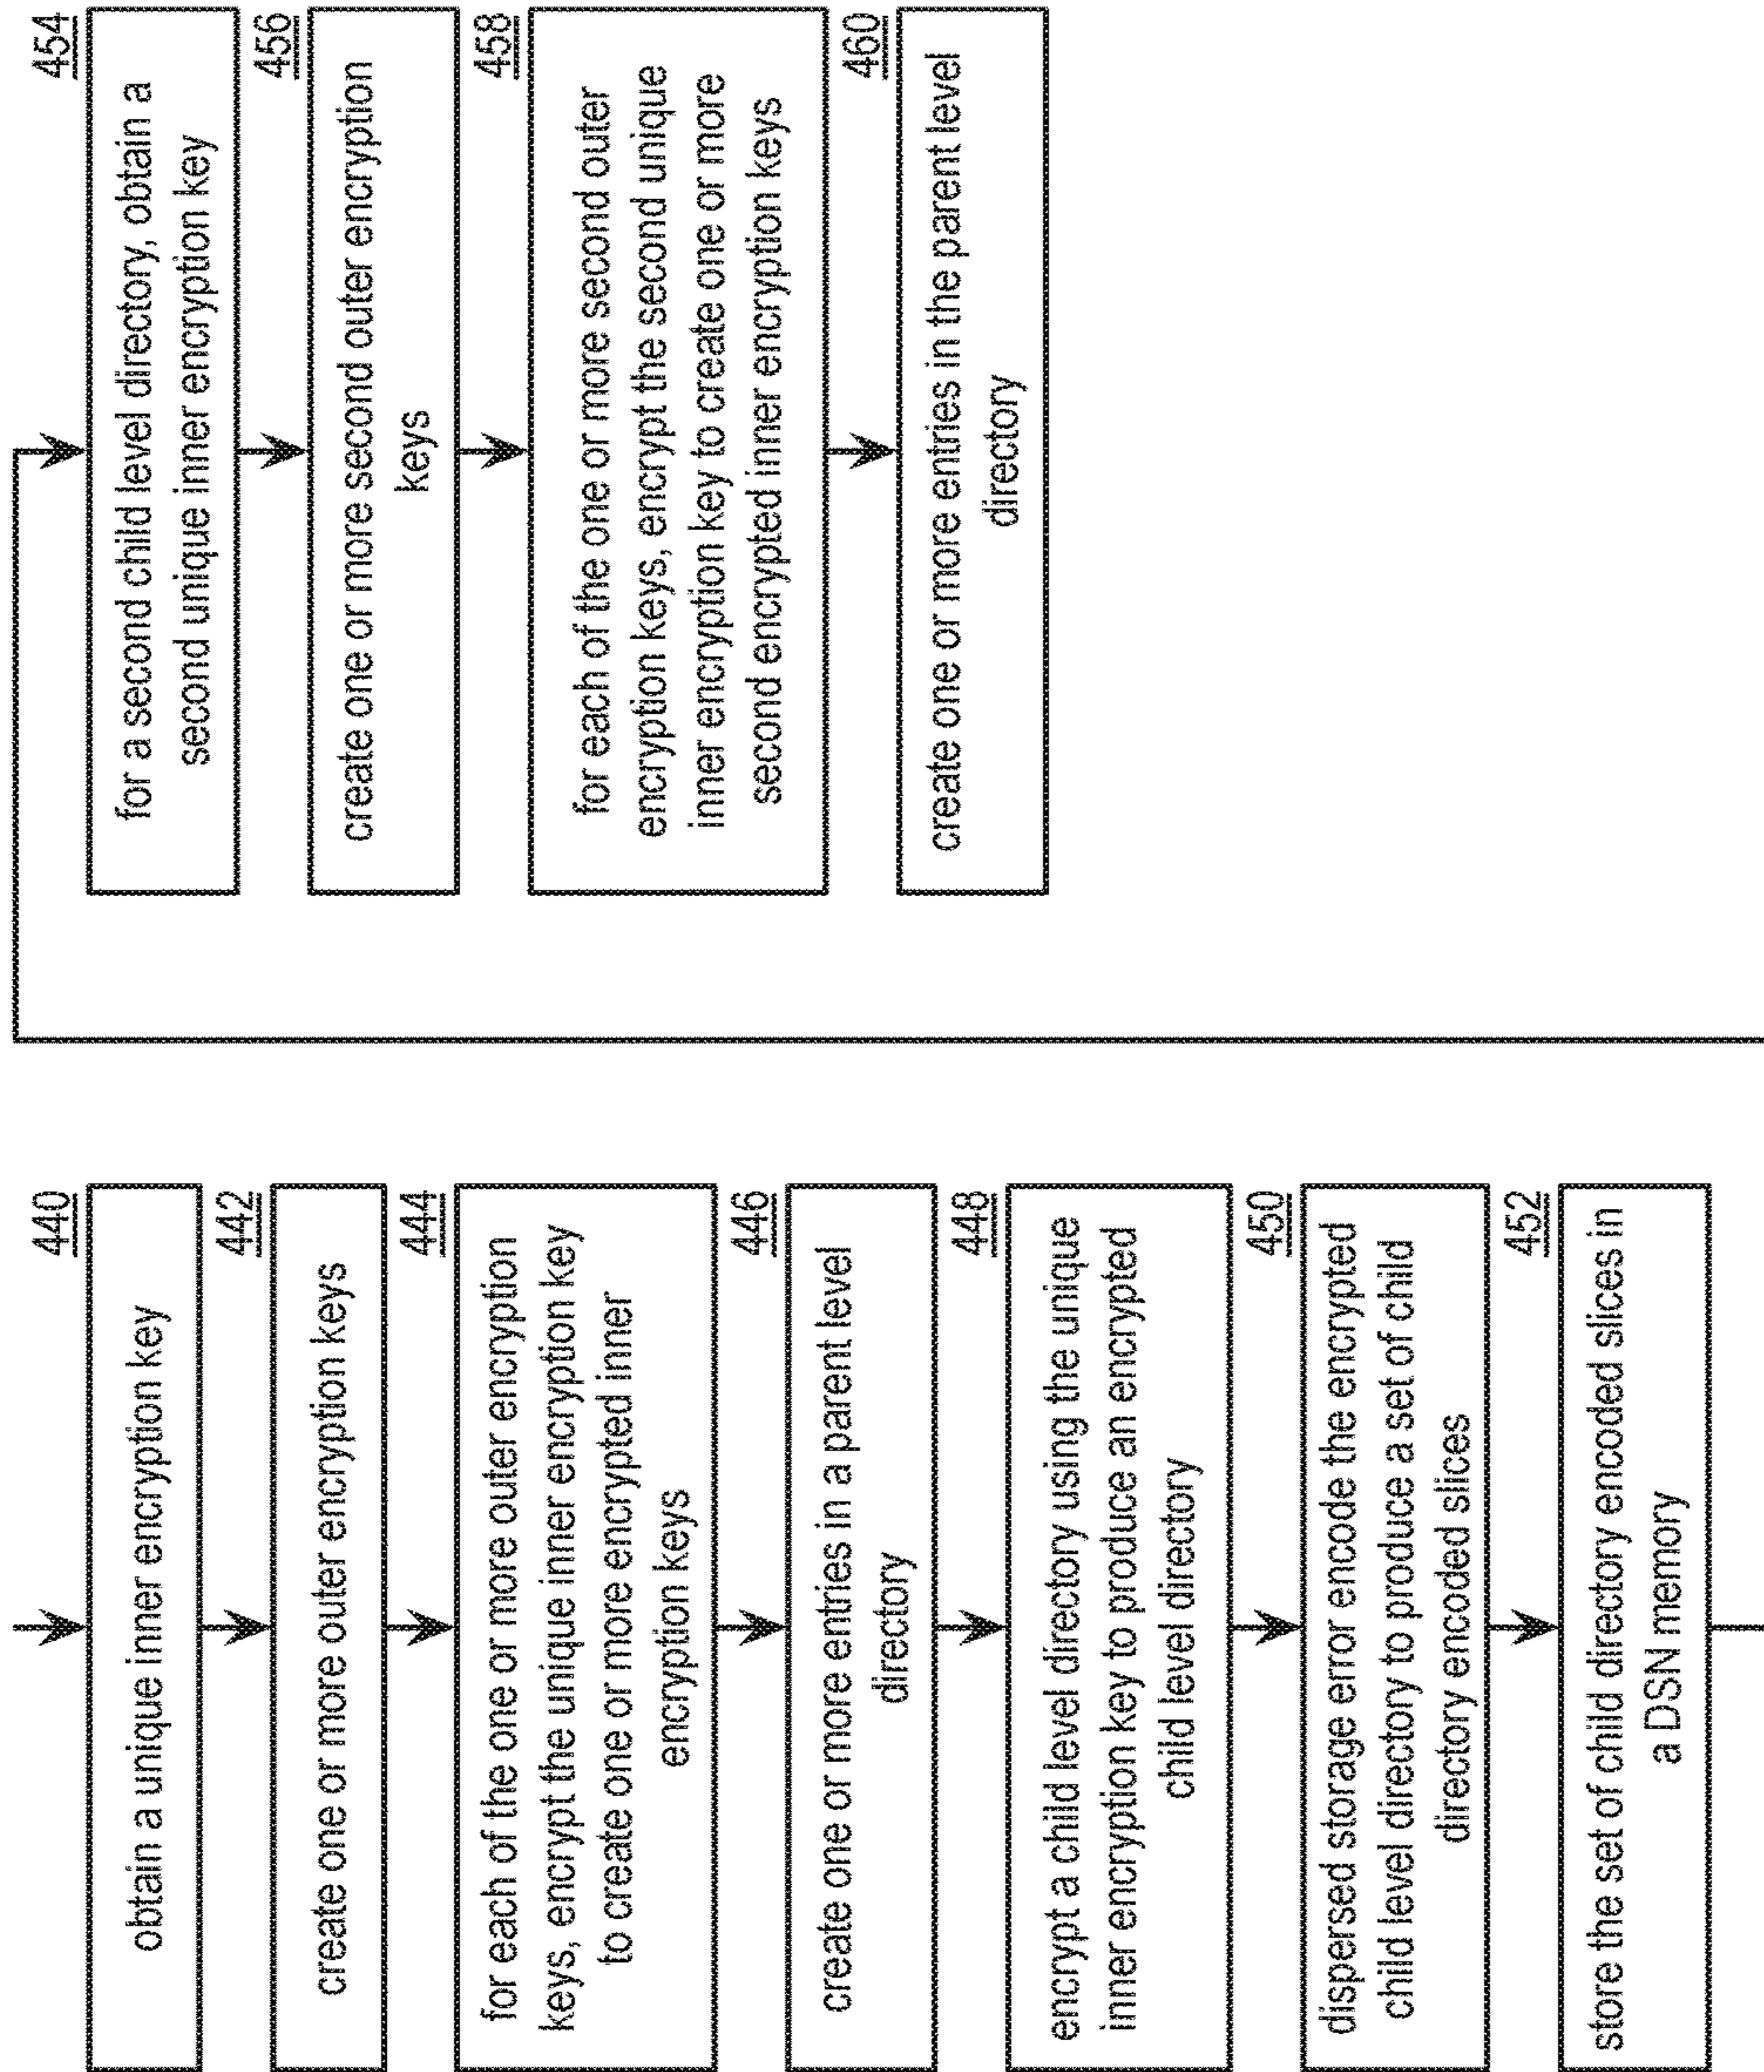 440
obtain a unique inner encryption key
442
create one or more outer encryption keys
444
for each of the one or more outer encryption
keys, encrypt the unique inner encryption key
to create one or more encrypted inner
encryption keys
446
create one or more entries in a parent level
directory
448
encrypt a child level directory using the unique
inner encryption key to produce an encrypted
child level directory
450
dispersed storage error encode the encrypted
child level directory to produce a set of child
directory encoded slices
452
store the set of child directory encoded slices in
a DSN memory
454
for a second child level directory, obtain a
second unique inner encryption key
456
create one or more second outer encryption
keys
458
for each of the one or more second outer
encryption keys, encrypt the second unique
inner encryption key to create one or more
second encrypted inner encryption keys
460
create one or more entries in the parent level
directory